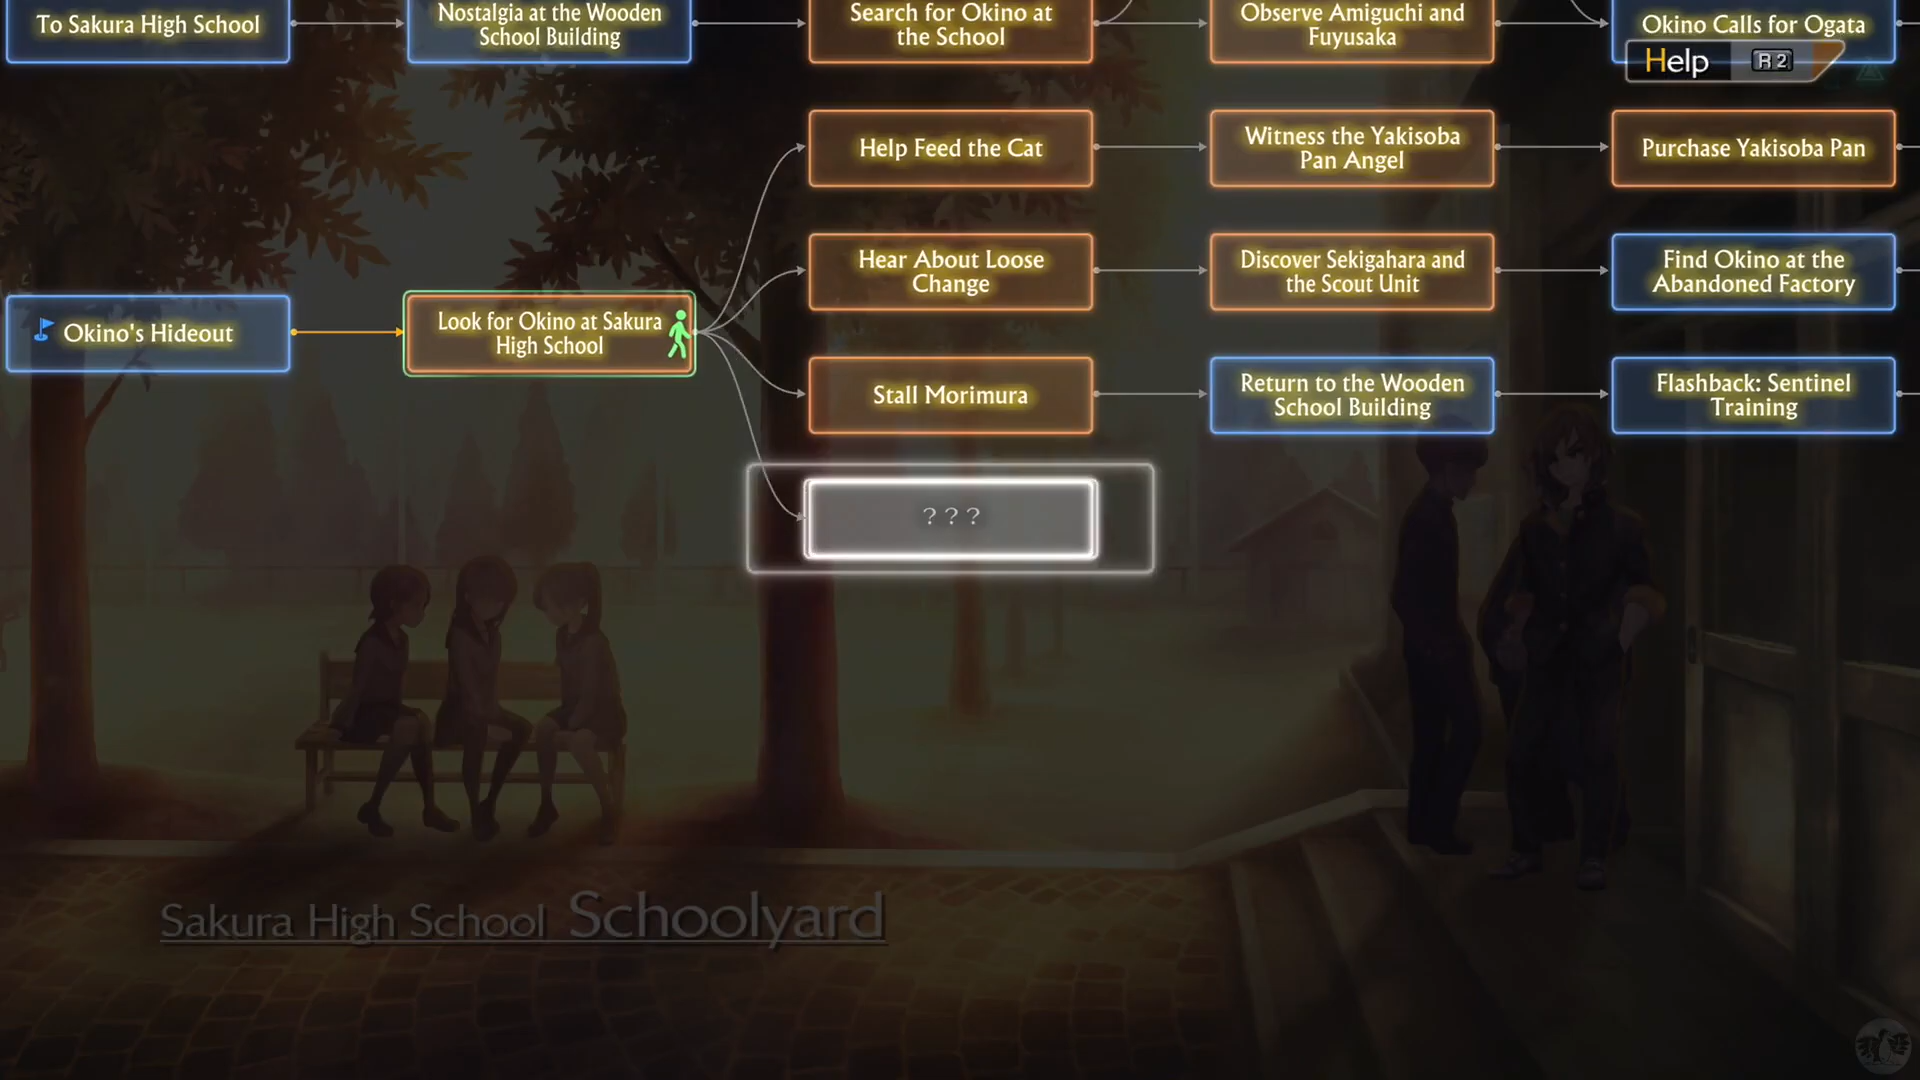 To Sakura High School
Nostalgia at the Wooden
School Building
Search for Okino at
the School
Observe Amiguchi and
Fuyusaka
Okino Calls for Ogata
Help R2
Help Feed the Cat
Witness the Yakisoba
Pan Angel
Purchase Yakisoba Pan
Hear About Loose
Change
Discover Sekigahara and
the Scout Unit
Find Okino at the
Abandoned Factory
Okino's Hideout
Look for Okino at Sakura
High School
Stall Morimura
Return to the Wooden
School Building
Flashback: Sentinel
Training
? ? ?
Sakura High School Schoolyard